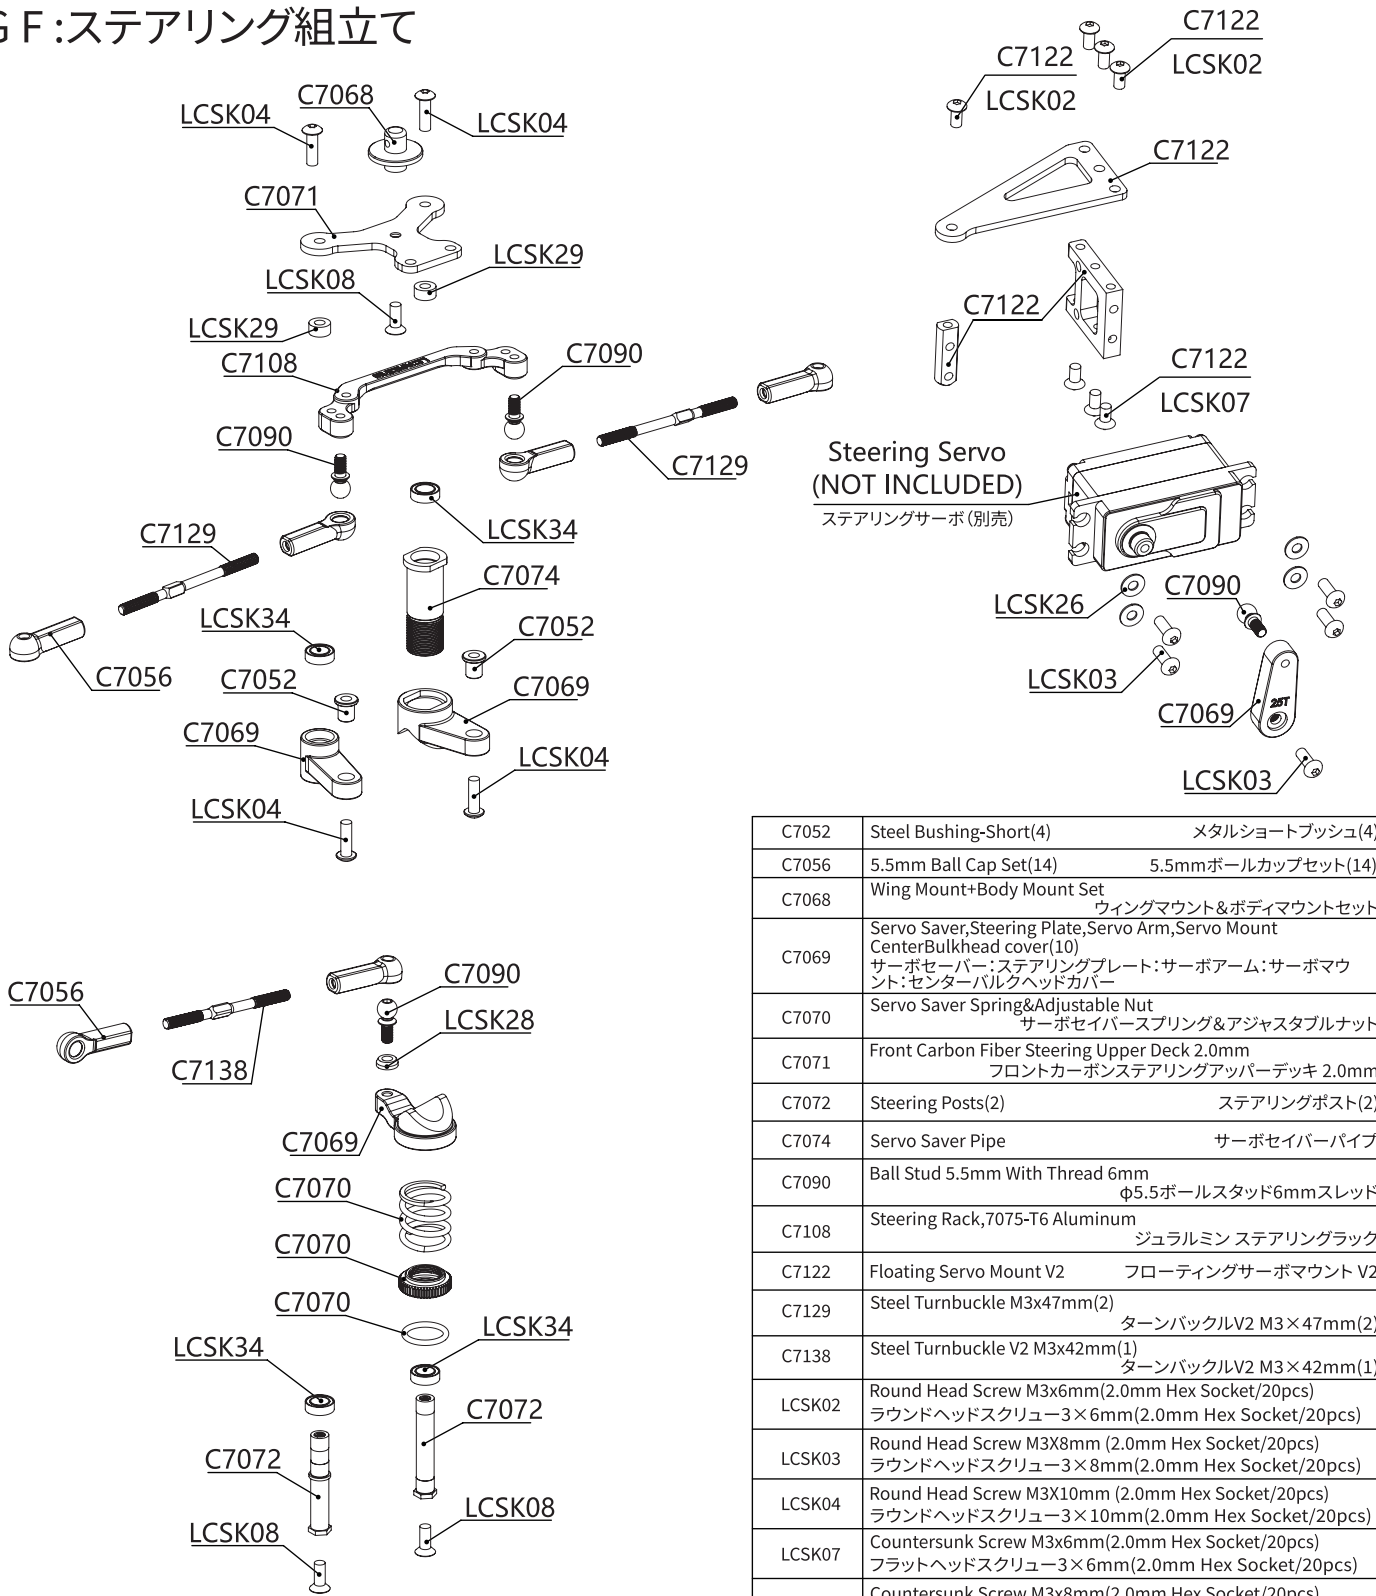 G F :ステアリング組立て
C7068
LCSK04
LCSK04
C7071
LCSK29
LCSK08
LCSK29
C7108
C7090
C7090
C7129
LCSK34
C7129
C7074
LCSK34
C7052
C7056
C7052
C7069
C7069
LCSK04
LCSK04
C7122
LCSK02
C7122
LCSK02
C7122
C7122
C7122
LCSK07
Steering Servo
(NOT INCLUDED)
ステアリングサーボ(別売)
LCSK26
C7090
LCSK03
C7069
25T
LCSK03
C7056
C7090
LCSK28
C7138
C7069
C7070
C7070
C7070
LCSK34
LCSK34
C7072
C7072
LCSK08
LCSK08
C7052 Steel Bushing-Short(4) メタルショートブッシュ(4)
C7056 5.5mm Ball Cap Set(14) 5.5mmボールカップセット(14)
C7068 Wing Mount+Body Mount Set
ウィングマウント&ボディマウントセット
Servo Saver,Steering Plate,Servo Arm,Servo Mount
C7069 CenterBulkhead cover(10)
サーボセーバー：ステアリングプレート：サーボアーム：サーボマウ
ント：センターバルクヘッドカバー
C7070 Servo Saver Spring&Adjustable Nut
サーボセイバースプリング&アジャスタブルナット
C7071 Front Carbon Fiber Steering Upper Deck 2.0mm
フロントカーボンステアリングアッパーデッキ 2.0mm
C7072 Steering Posts(2) ステアリングポスト(2)
C7074 Servo Saver Pipe サーボセイバーパイプ
C7090 Ball Stud 5.5mm With Thread 6mm
φ5.5ボールスタッド6mmスレッド
C7108 Steering Rack,7075-T6 Aluminum
ジュラルミン ステアリングラック
C7122 Floating Servo Mount V2 フローティングサーボマウント V2
C7129 Steel Turnbuckle M3x47mm(2)
ターンバックルV2 M3×47mm(2)
C7138 Steel Turnbuckle V2 M3x42mm(1)
ターンバックルV2 M3×42mm(1)
LCSK02 Round Head Screw M3x6mm(2.0mm Hex Socket/20pcs)
ラウンドヘッドスクリュー3×6mm(2.0mm Hex Socket/20pcs)
LCSK03 Round Head Screw M3X8mm (2.0mm Hex Socket/20pcs)
ラウンドヘッドスクリュー3×8mm(2.0mm Hex Socket/20pcs)
LCSK04 Round Head Screw M3X10mm (2.0mm Hex Socket/20pcs)
ラウンドヘッドスクリュー3×10mm(2.0mm Hex Socket/20pcs)
LCSK07 Countersunk Screw M3x6mm(2.0mm Hex Socket/20pcs)
フラットヘッドスクリュー3×6mm(2.0mm Hex Socket/20pcs)
Countersunk Screw M3x8mm(2.0mm Hex Socket/20pcs)